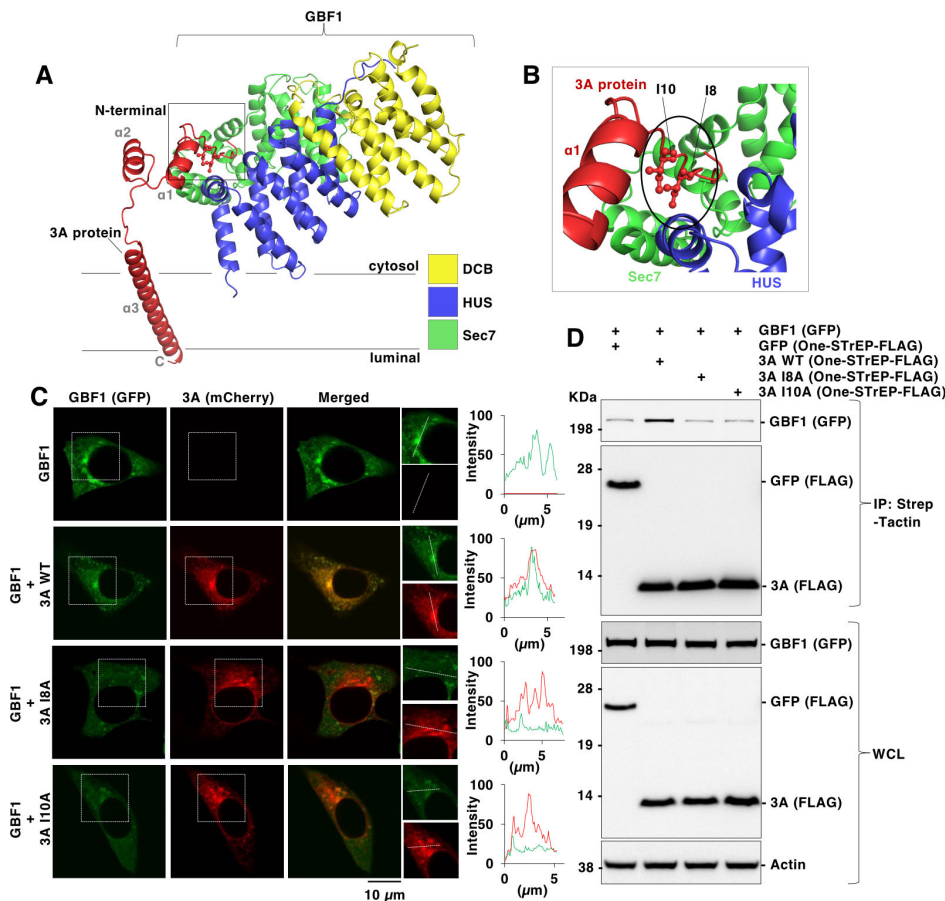 GBF1
A
N-terminal
α2
α1
3A protein
cytosol
α3
luminal
C
DCB
HUS
Sec7
B
3A protein
I10
I8
α1
Sec7
HUS
C
GBF1 (GFP)
3A (mCherry)
Merged
GBF1
100
50
0
Intensity
0
5
(µm)
GBF1
+
3A WT
100
50
0
Intensity
0
5
(µm)
GBF1
+
3A I8A
100
50
0
Intensity
0
5
(µm)
GBF1
+
3A I10A
100
50
0
Intensity
0
5
(µm)
10 µm
D
+ + + + GBF1 (GFP)
+ GFP (One-STrEP-FLAG)
+ 3A WT (One-STrEP-FLAG)
+ 3A I8A (One-STrEP-FLAG)
+ 3A I10A (One-STrEP-FLAG)
KDa
198
GBF1 (GFP)
28
GFP (FLAG)
19
14
3A (FLAG)
IP: Strep
-Tactin
198
GBF1 (GFP)
28
GFP (FLAG)
19
14
3A (FLAG)
38
Actin
WCL